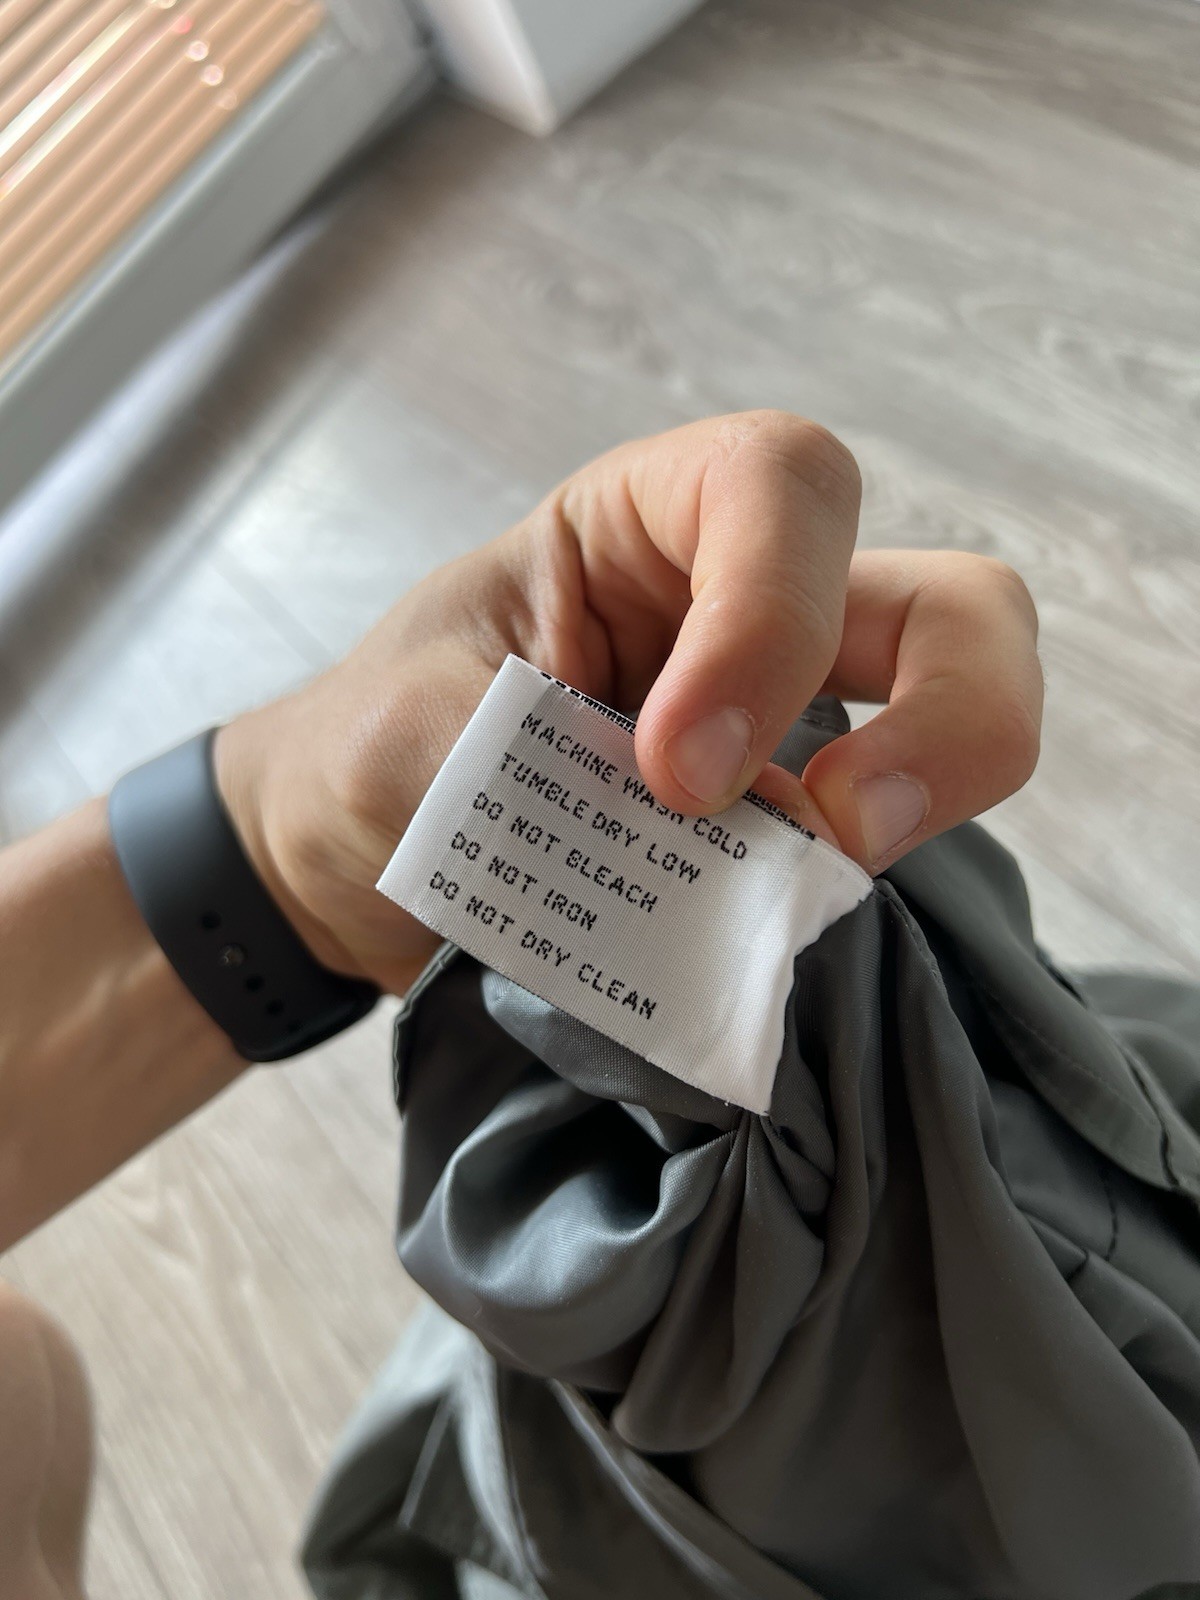 MACHINE WASH COLD
TUMBLE DRY LOW
DO NOT BLEACH
DO NOT IRON
DO NOT DRY CLEAN